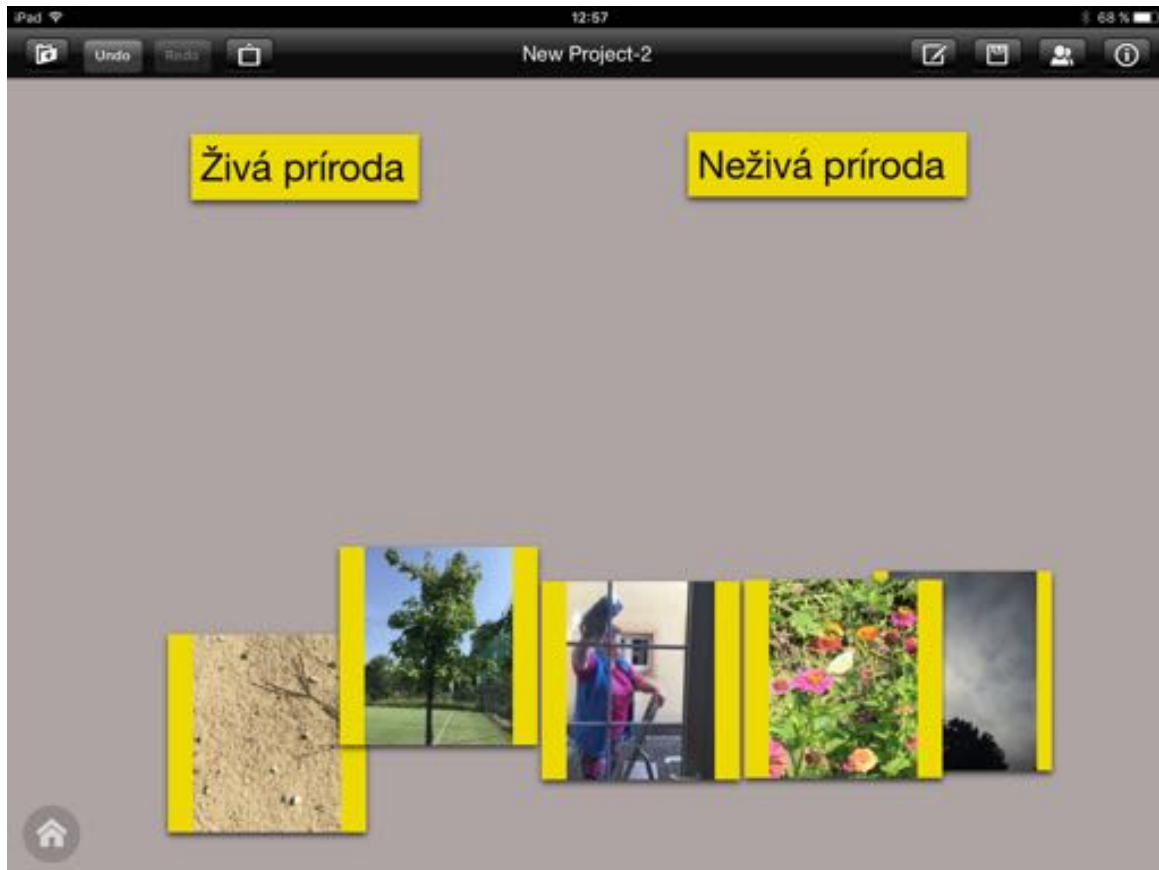 iPad 12:57 68 %
Undo Redo New Project-2
Živá príroda
Neživá príroda